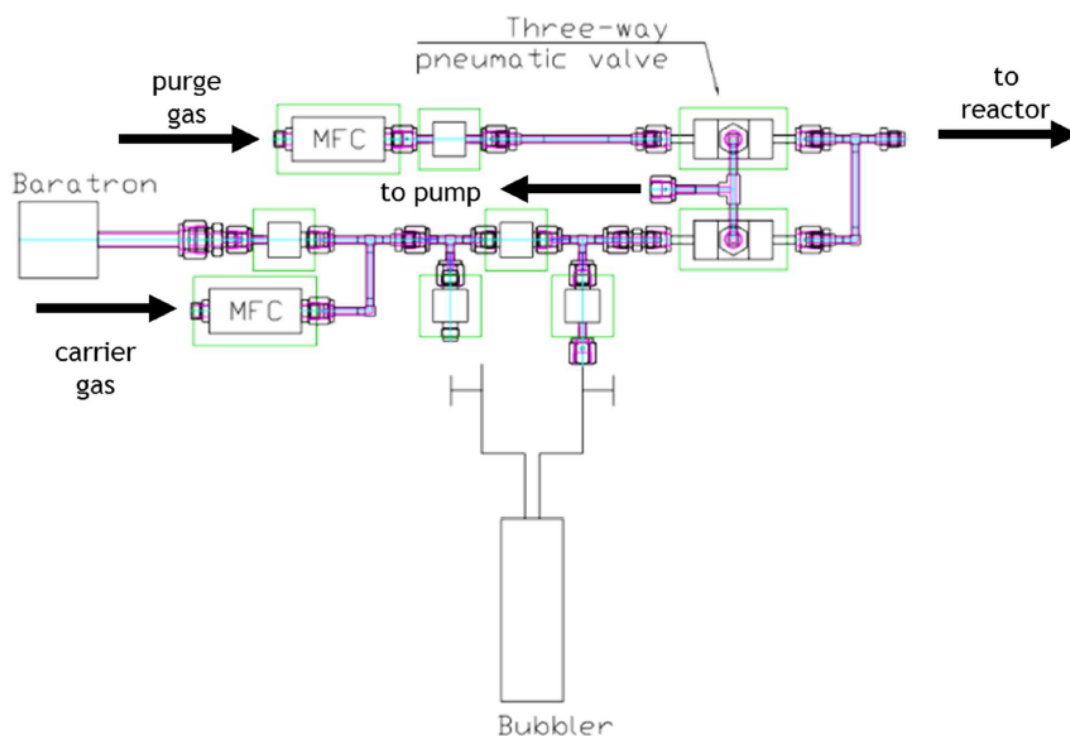 Three-way
pneumatic valve
purge
gas
to
reactor
MFC
to pump
Baratron
MFC
carrier
gas
Bubbler